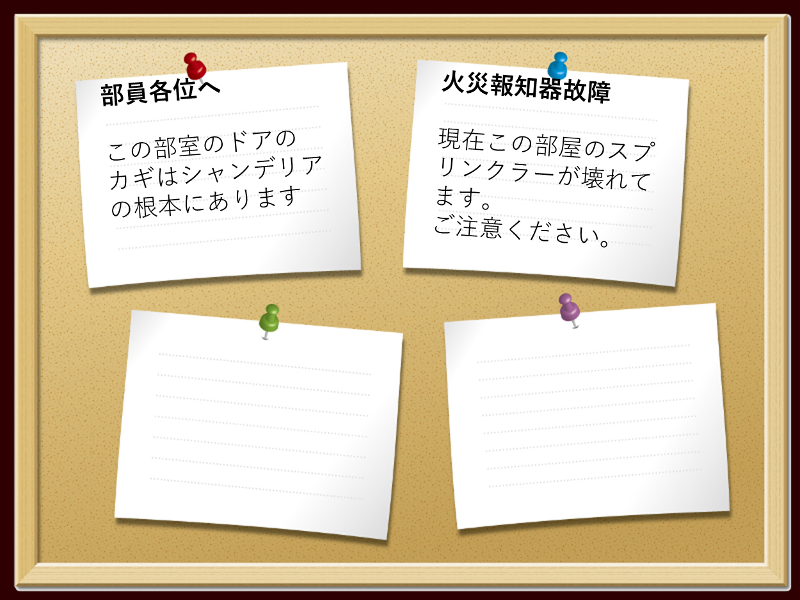 部員各位へ
この部室のドアの
カギはシャンデリア
の根本にあります
火災報知器故障
現在この部屋のスプ
リンクラーが壊れて
ます。
ご注意ください。